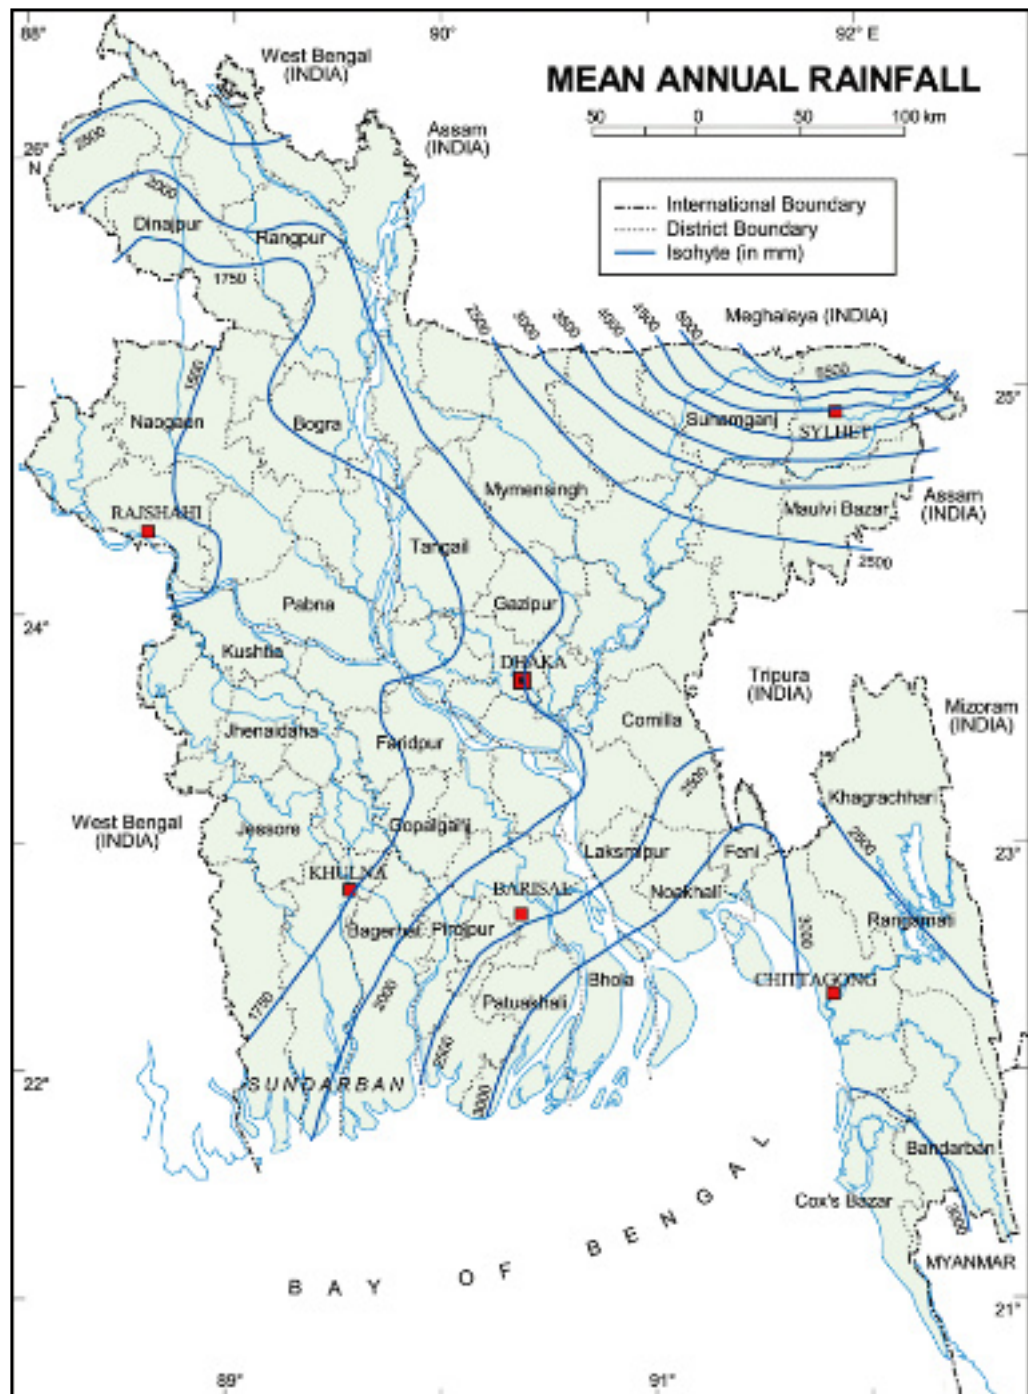 88°
90°
92° E
West Bengal
(INDIA)
MEAN ANNUAL RAINFALL
50 0 50 100 km
Assam
(INDIA)
2500
26°
N
International Boundary
District Boundary
Isohyte (in mm)
2000
Dinajpur
Rangpur
1750
2500
3000
3500
4000
4500
5000
Meghalaya (INDIA)
5500
1500
25°
Naogaon
Bogra
Sunamganj
SYLHET
Mymensingh
RAJSHAHI
Maulvi Bazar
Assam
(INDIA)
Tangail
2500
Pabna
Gazipur
24°
Kushtia
DHAKA
Tripura
(INDIA)
Mizoram
(INDIA)
Comilla
Jhenaidaha
Faridpur
2500
Khagrachhari
West Bengal
(INDIA)
Jessore
Gopalganj
2500
Laksmipur
Feni
23°
KHULNA
BARISAL
Noakhali
Rangamati
Bagerhat
Pirojpur
3000
Bhola
CHITTAGONG
1750
2000
Patuakhali
2500
22°
SUNDARBAN
3000
Bandarban
Cox's Bazar
3000
MYANMAR
BAY OF BENGAL
21°
89°
91°